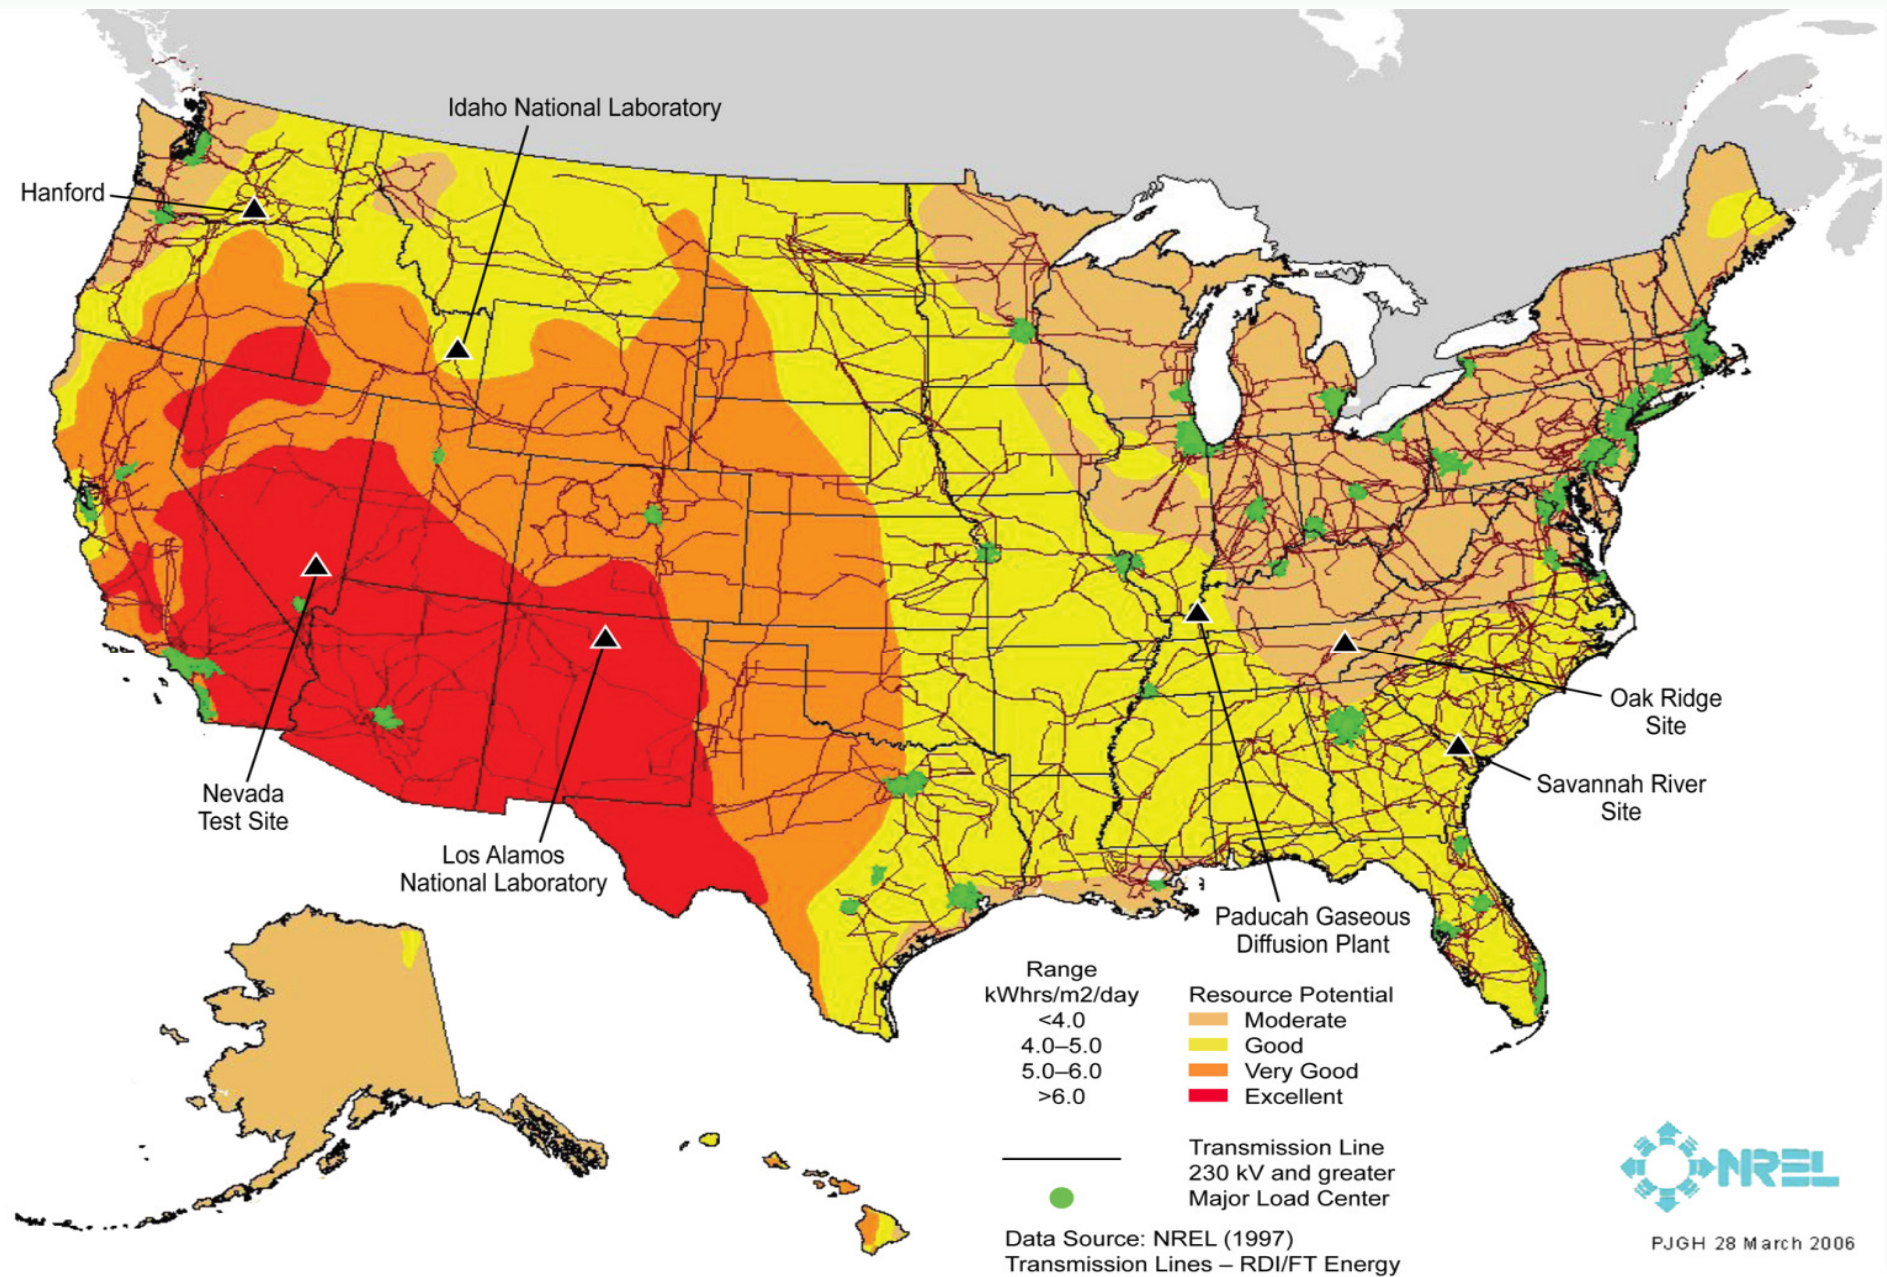 Idaho National Laboratory
Hanford
Oak Ridge
Site
Savannah River
Site
Nevada
Test Site
Los Alamos
National Laboratory
Paducah Gaseous
Diffusion Plant
Range
kWhrs/m2/day
<4.0
4.0–5.0
5.0–6.0
>6.0
Resource Potential
Moderate
Good
Very Good
Excellent
Transmission Line
230 kV and greater
Major Load Center
Data Source: NREL (1997)
Transmission Lines – RDI/FT Energy
NREL
PJGH 28 March 2006